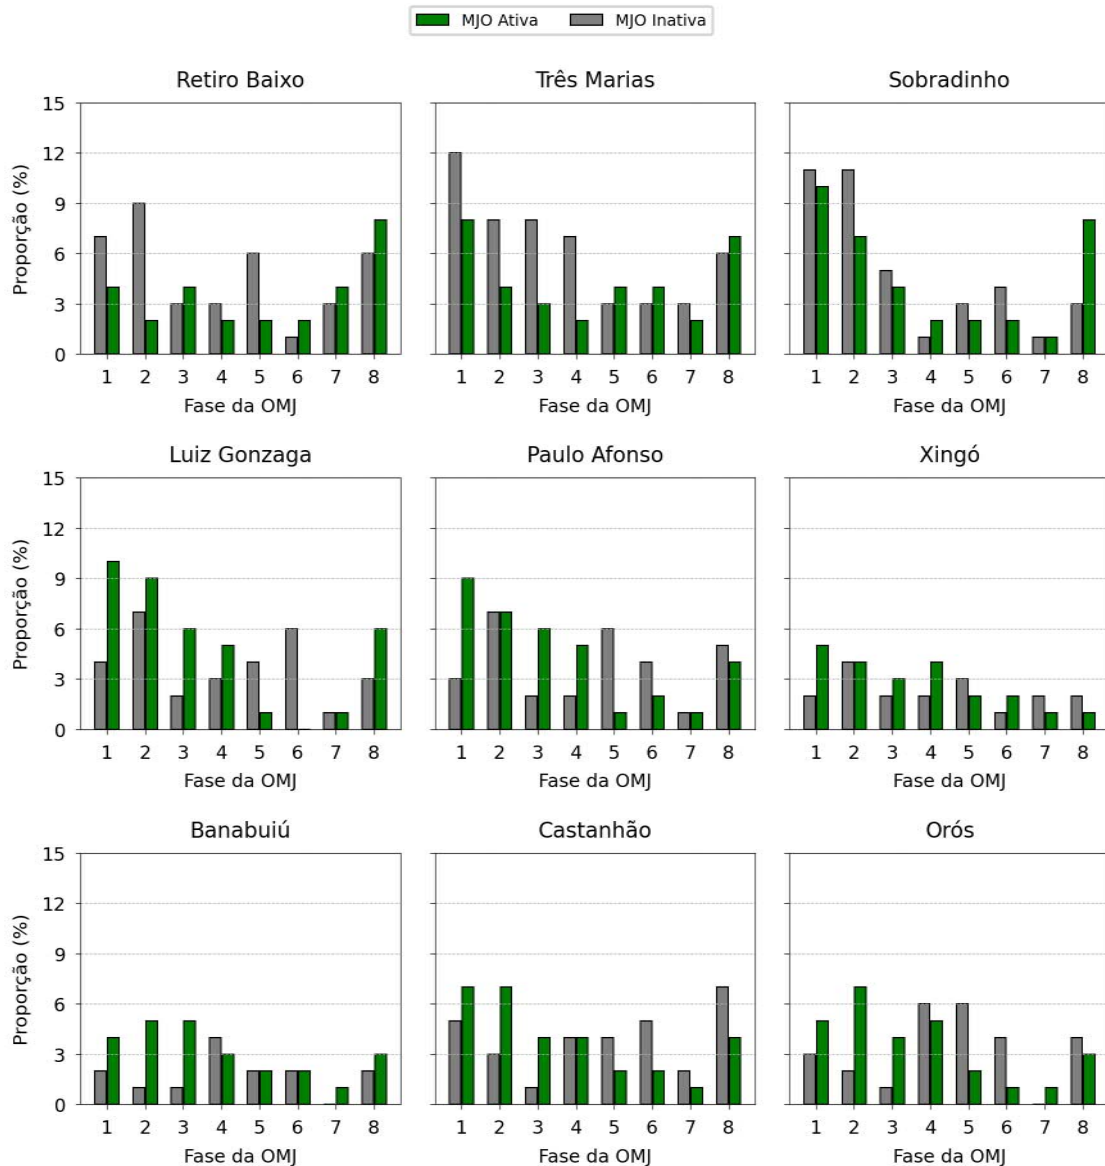 MJO Ativa MJO Inativa
Retiro Baixo Três Marias Sobradinho
15
12
9
6
3
0
Proporção (%)
1 2 3 4 5 6 7 8 1 2 3 4 5 6 7 8 1 2 3 4 5 6 7 8
Fase da OMJ Fase da OMJ Fase da OMJ
Luiz Gonzaga Paulo Afonso Xingó
15
12
9
6
3
0
Proporção (%)
1 2 3 4 5 6 7 8 1 2 3 4 5 6 7 8 1 2 3 4 5 6 7 8
Fase da OMJ Fase da OMJ Fase da OMJ
Banabuiú Castanhão Orós
15
12
9
6
3
0
Proporção (%)
1 2 3 4 5 6 7 8 1 2 3 4 5 6 7 8 1 2 3 4 5 6 7 8
Fase da OMJ Fase da OMJ Fase da OMJ